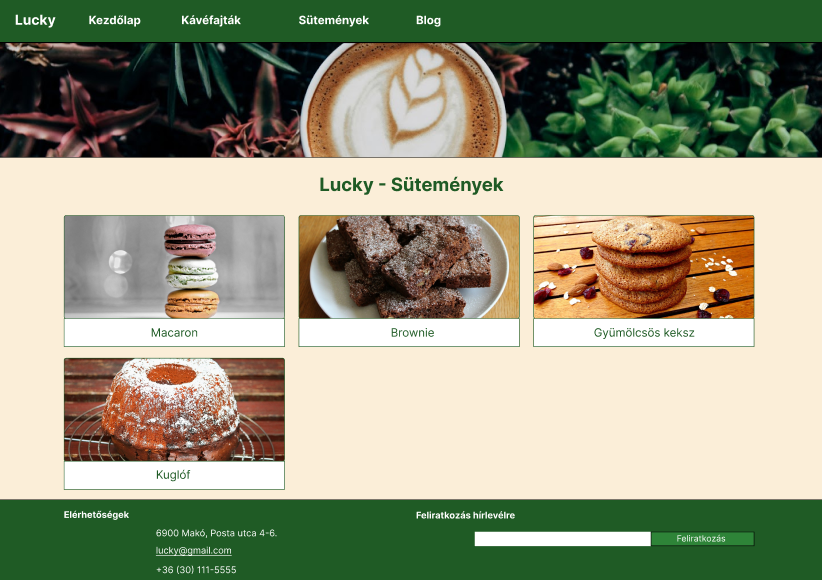 Lucky Kezdőlap Kávéfajták Sütemények Blog
Lucky - Sütemények
Macaron
Brownie
Gyümölcsös keksz
Kuglóf
Elérhetőségek
6900 Makó, Posta utca 4-6.
lucky@gmail.com
+36 (30) 111-5555
Feliratkozás hírlevélre
Feliratkozás